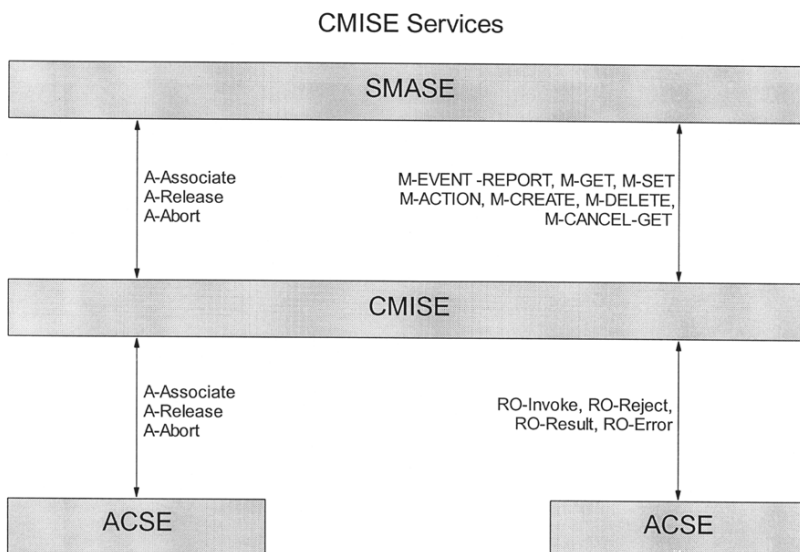 CMISE Services
SMASE
A-Associate
A-Release
A-Abort
M-EVENT -REPORT, M-GET, M-SET
M-ACTION, M-CREATE, M-DELETE,
M-CANCEL-GET
CMISE
A-Associate
A-Release
A-Abort
RO-Invoke, RO-Reject,
RO-Result, RO-Error
ACSE
ACSE